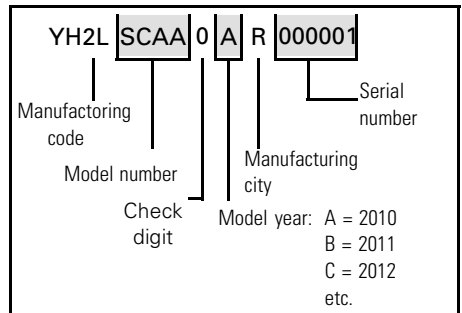 YH2L SCAA 0 A R 000001
Manufactoring
code
Serial
number
Model number
Manufacturing
city
Check
digit
Model year: A = 2010
B = 2011
C = 2012
etc.